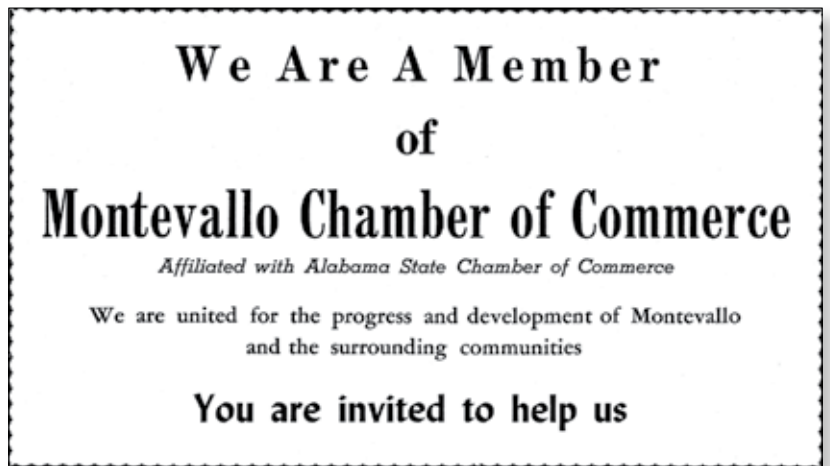 We Are A Member
of
Montevallo Chamber of Commerce
Affiliated with Alabama State Chamber of Commerce
We are united for the progress and development of Montevallo
and the surrounding communities
You are invited to help us